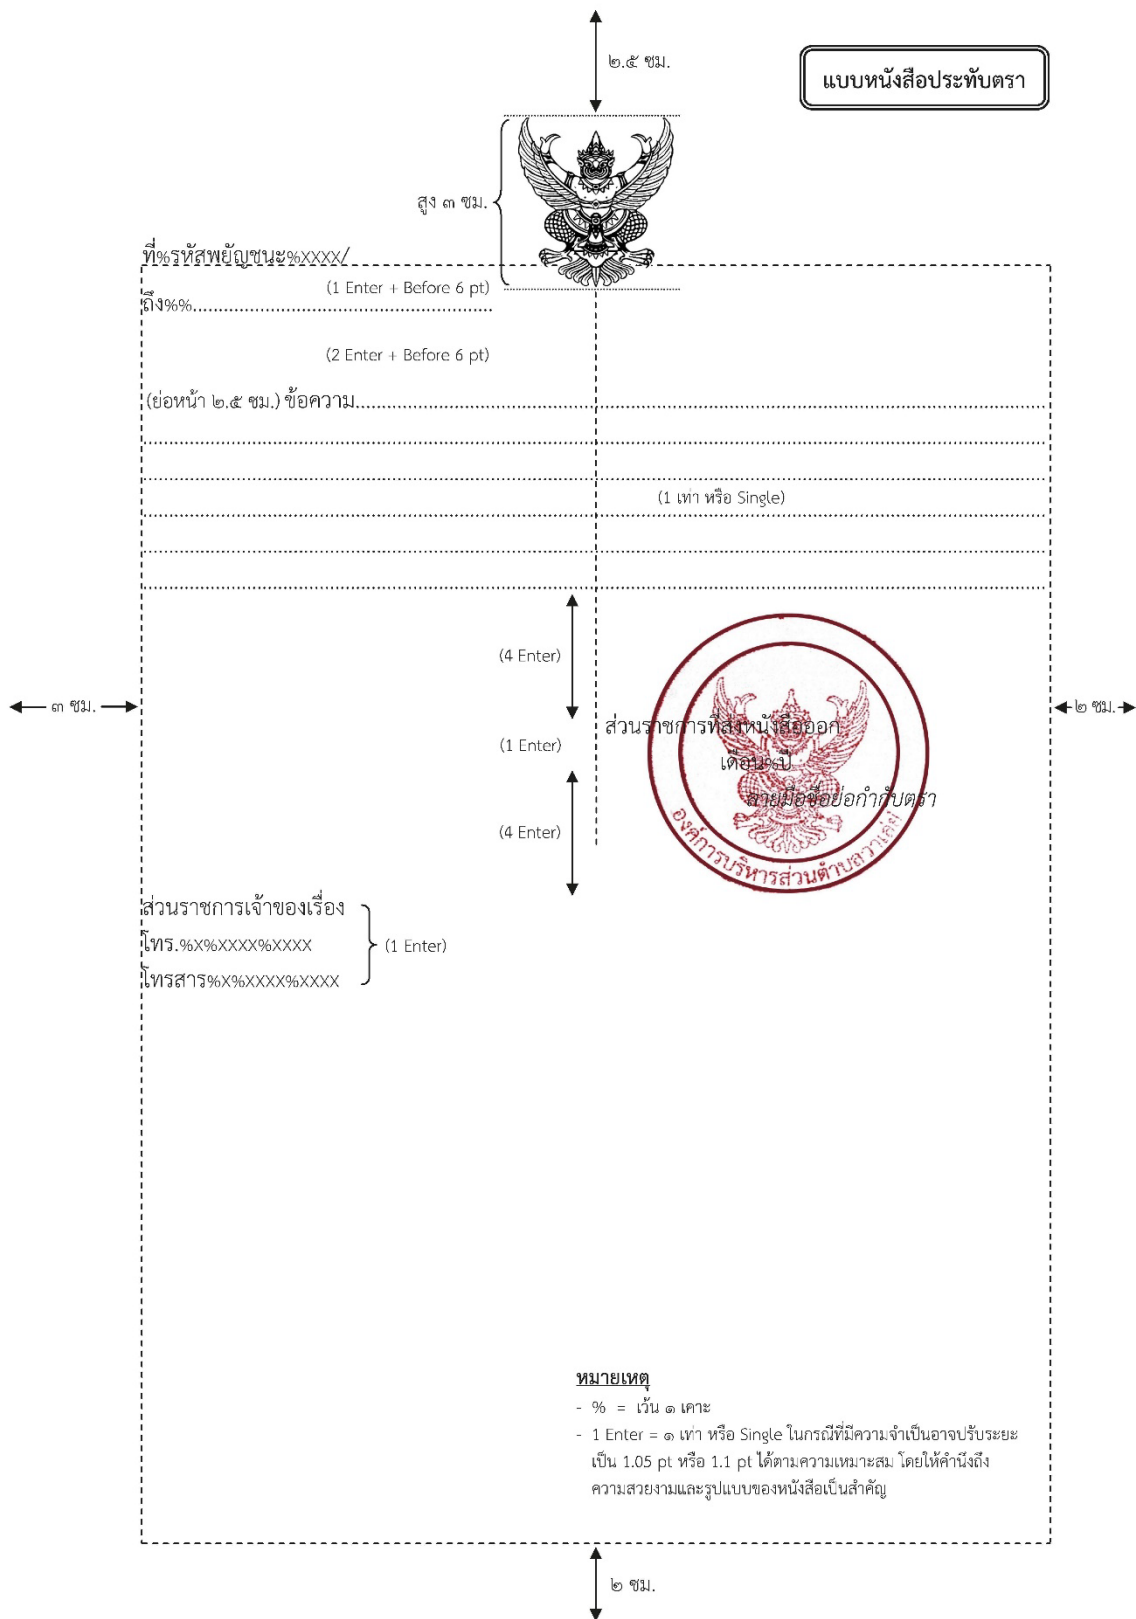 ๒.๕ ซม.
แบบหนังสือประทับตรา
สูง ๓ ซม.
ที่%รหัสพยัญชนะ%XXXX/
(1 Enter + Before 6 pt)
ถึง%%..........................................................
(2 Enter + Before 6 pt)
(ย่อหน้า ๒.๕ ซม.) ข้อความ....................................................................
(1 เท่า หรือ Single)
(4 Enter)
๓ ซม.
๒ ซม.
ส่วนราชการที่ส่งหนังสือออก
(1 Enter)
เดือน%ปี
ลายมือชื่อย่อกำกับตรา
(4 Enter)
องค์การบริหารส่วนตำบล
ส่วนราชการเจ้าของเรื่อง
โทร.%X%XXXX%XXXX
(1 Enter)
โทรสาร%X%XXXX%XXXX
หมายเหตุ
- % = เว้น ๑ เคาะ
- 1 Enter = ๑ เท่า หรือ Single ในกรณีที่มีความจำเป็นอาจปรับระยะ
เป็น 1.05 pt หรือ 1.1 pt ได้ตามความเหมาะสม โดยให้คำนึงถึง
ความสวยงามและรูปแบบของหนังสือเป็นสำคัญ
๒ ซม.